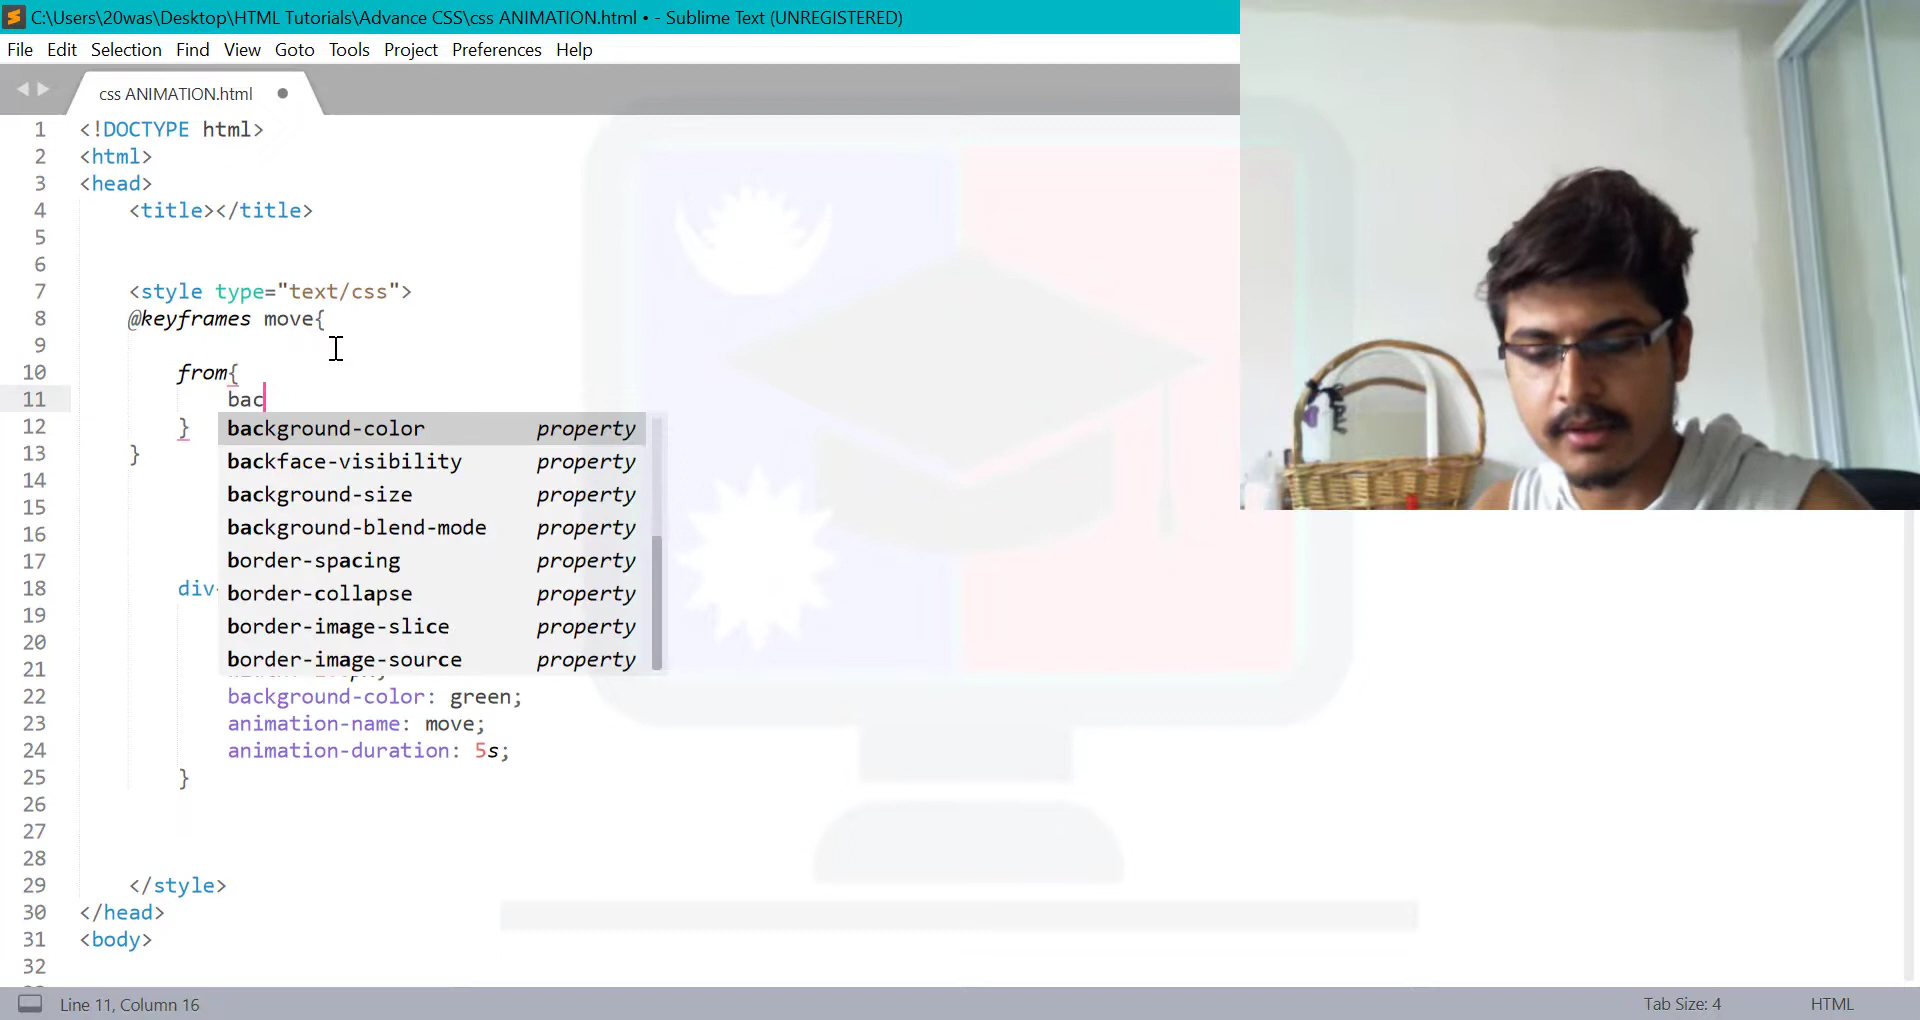 C:\Users\20was\Desktop\HTML Tutorials\Advance CSS\css ANIMATION.html • - Sublime Text (UNREGISTERED)
File Edit Selection Find View Goto Tools Project Preferences Help
css ANIMATION.html
1 <!DOCTYPE html>
2 <html>
3 <head>
4 <title></title>
5
6
7 <style type="text/css">
8 @keyframes move{
9
10 from{
11 bac
12 }
background-color property
13 }
backface-visibility property
14
background-size property
15
background-blend-mode property
16
border-spacing property
17
18 div
border-collapse property
19
border-image-slice property
20
border-image-source property
21
22 background-color: green;
23 animation-name: move;
24 animation-duration: 5s;
25 }
26
27
28
29 </style>
30 </head>
31 <body>
32
Line 11, Column 16 Tab Size: 4 HTML